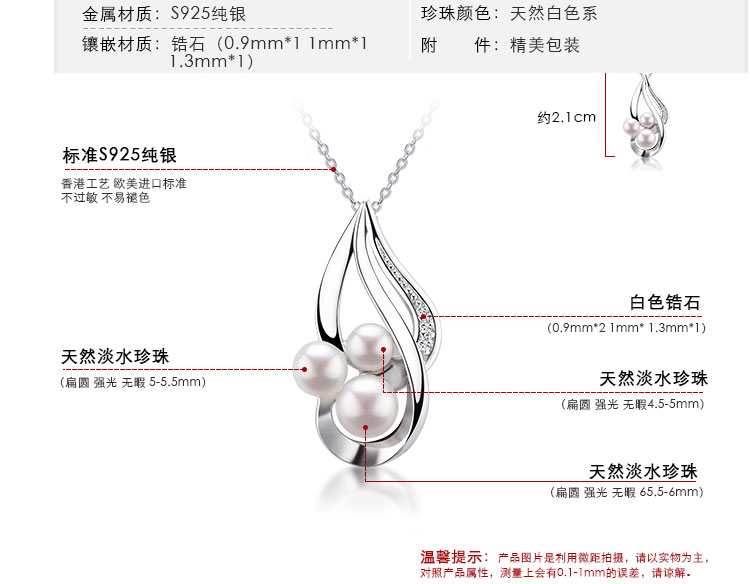 金属材质：S925纯银
珍珠颜色：天然白色系
镶嵌材质：锆石（0.9mm*1 1mm*1
1.3mm*1）
附 件：精美包装
约2.1cm
标准S925纯银
香港工艺 欧美进口标准
不过敏 不易褪色
白色锆石
（0.9mm*2 1mm* 1.3mm*1）
天然淡水珍珠
（扁圆 强光 无暇 5-5.5mm）
天然淡水珍珠
（扁圆 强光 无暇4.5-5mm）
天然淡水珍珠
（扁圆 强光 无暇 65.5-6mm）
温馨提示：产品图片是利用微距拍摄，请以实物为主，
对照产品属性，测量上会有0.1-1mm的误差，请谅解。